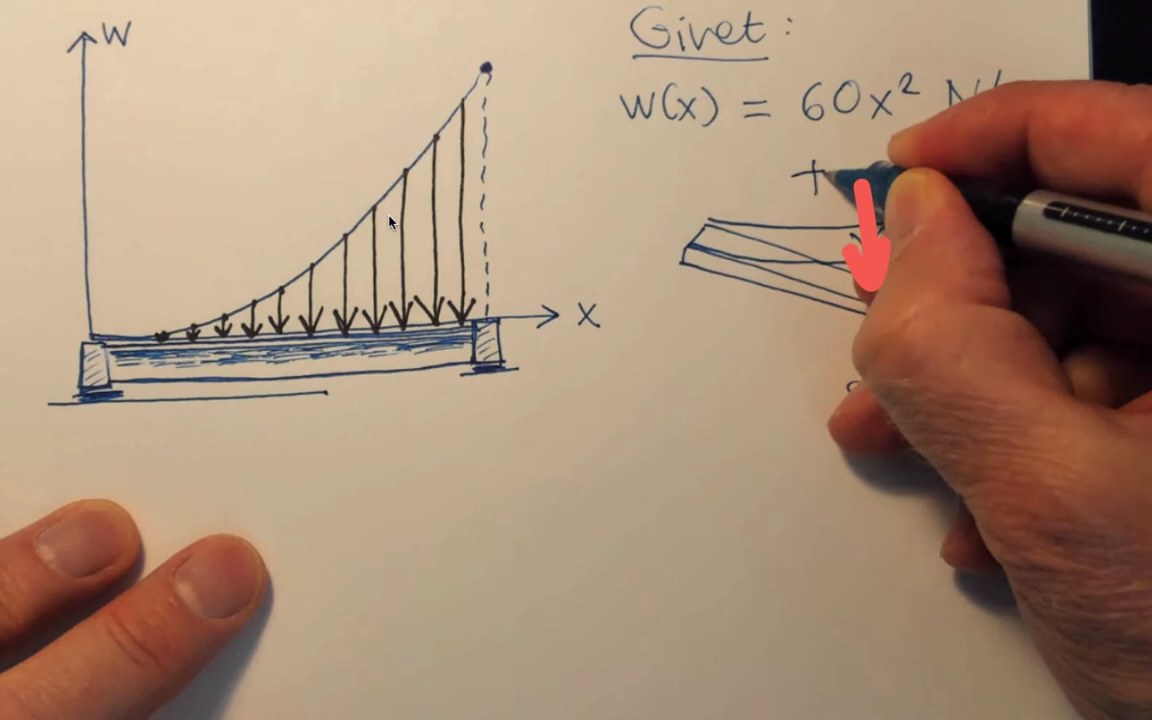 W
Givet:
w(x) = 60x² N/
X